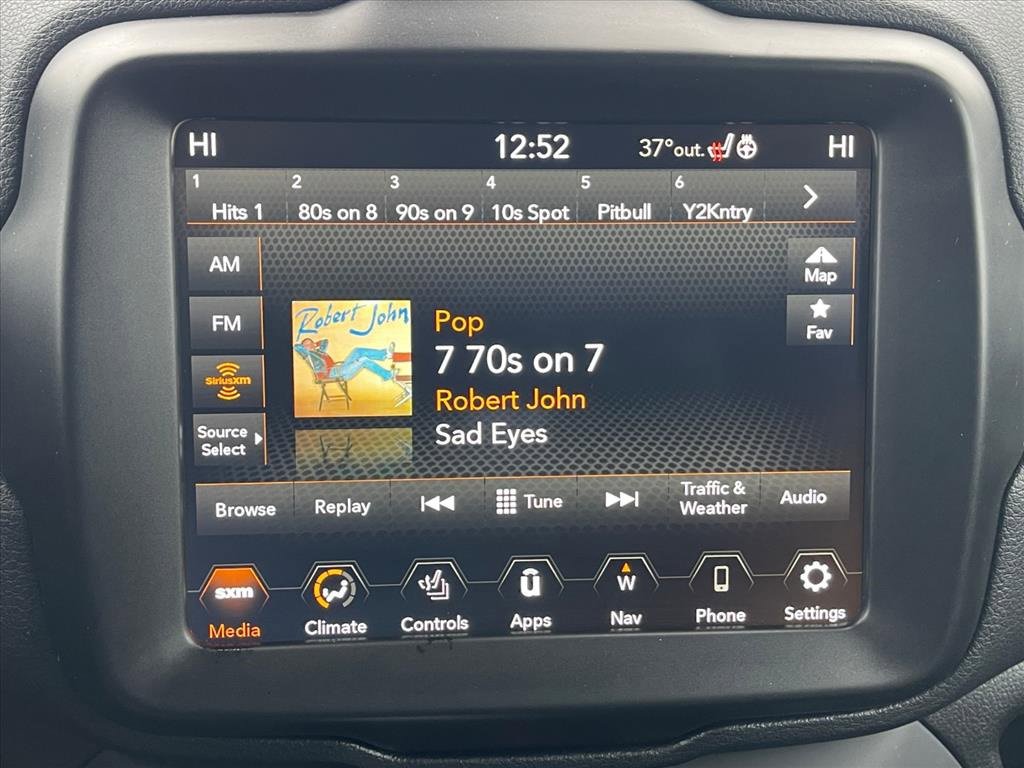 HI 12:52 37°out. HI
1 2 3 4 5 6
Hits 1 80s on 8 90s on 9 10s Spot Pitbull Y2Kntry
AM
Map
FM
Fav
siriusxm
Source
Select
Robert John
Pop
7 70s on 7
Robert John
Sad Eyes
Browse Replay Tune Traffic &
Weather Audio
sxm
Media
Climate
Controls
ū
Apps
W
Nav
Phone
Settings